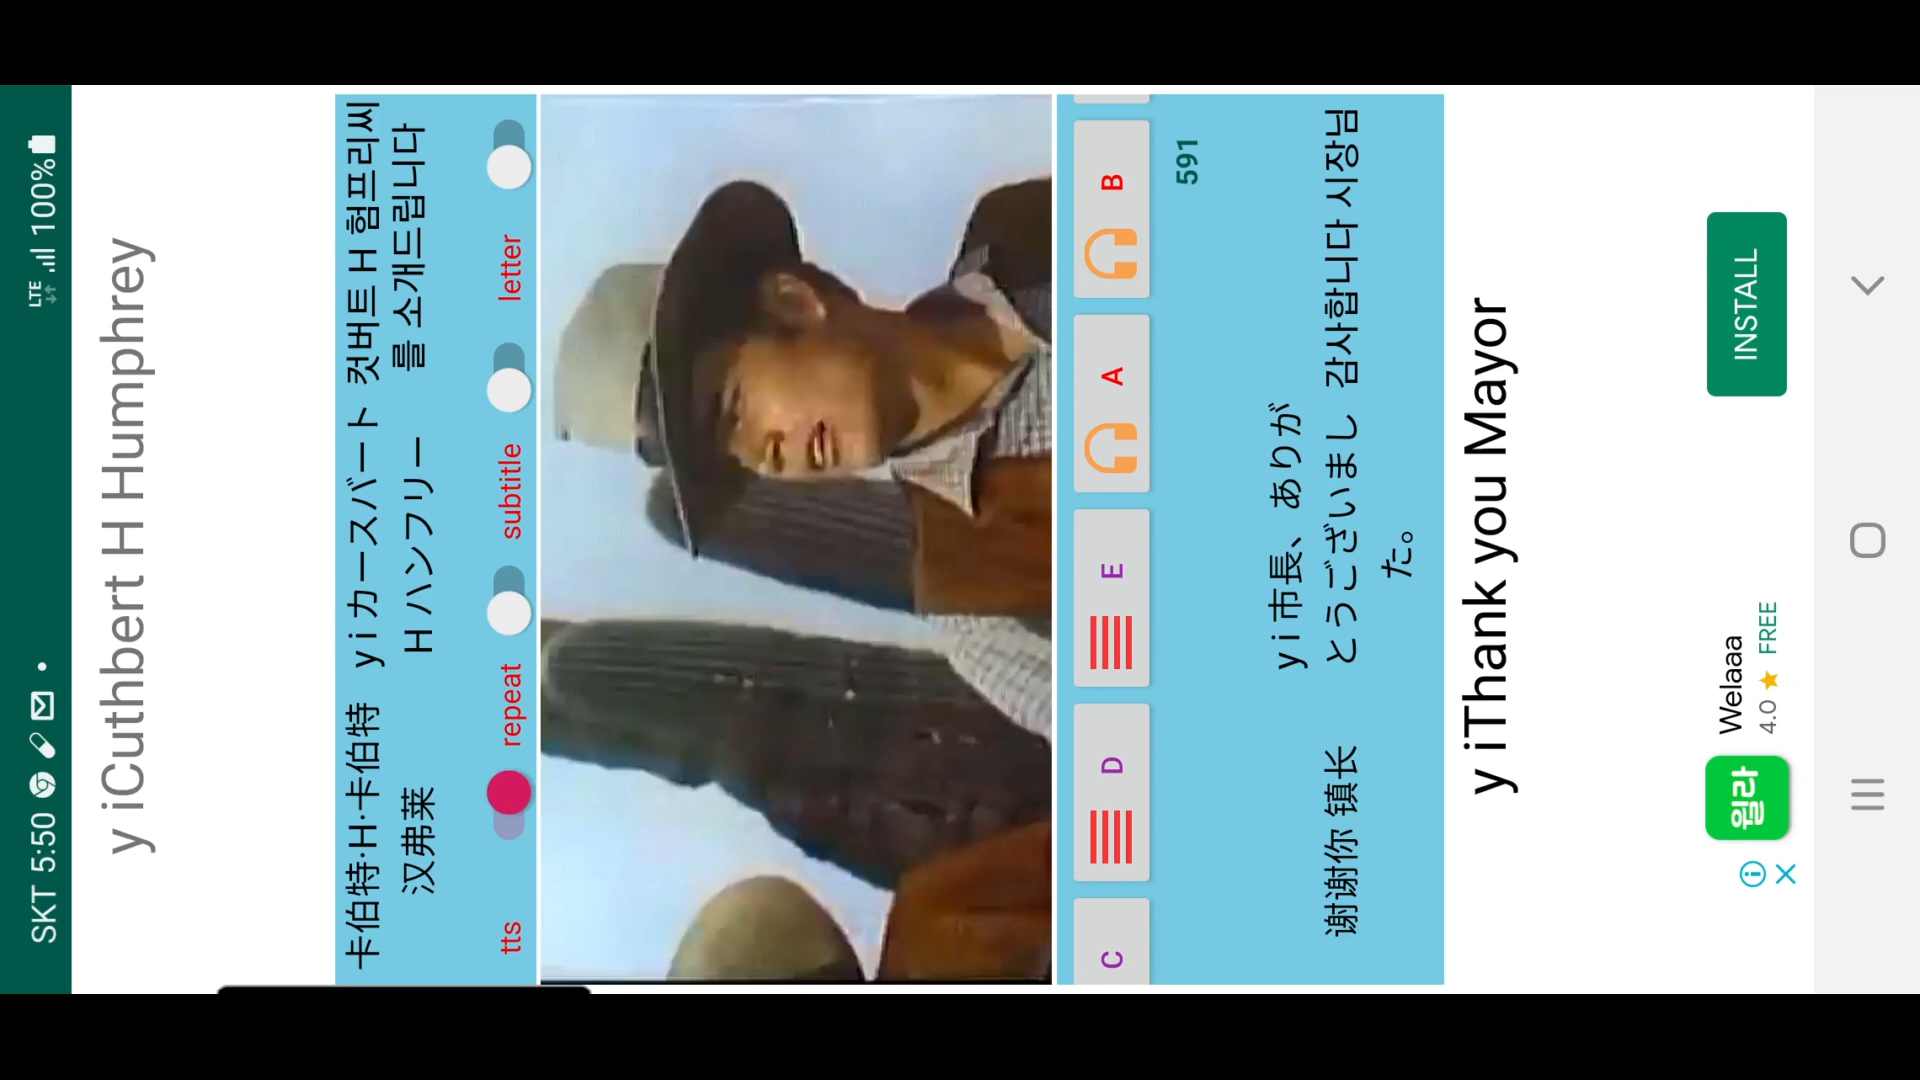 SKT 5:50
LTE
100%
y iCuthbert H Humphrey
卡伯特·H·卡伯特
汉弗莱
y i カースバート
H ハンフリー
컷버트 H 험프리씨
를 소개드립니다
tts
repeat
subtitle
letter
C
D
E
A
B
591
谢谢你 镇长
y i 市長、ありが
とうございまし
た。
감사합니다 시장님
y iThank you Mayor
윌라
Welaaa
4.0 ★ FREE
INSTALL